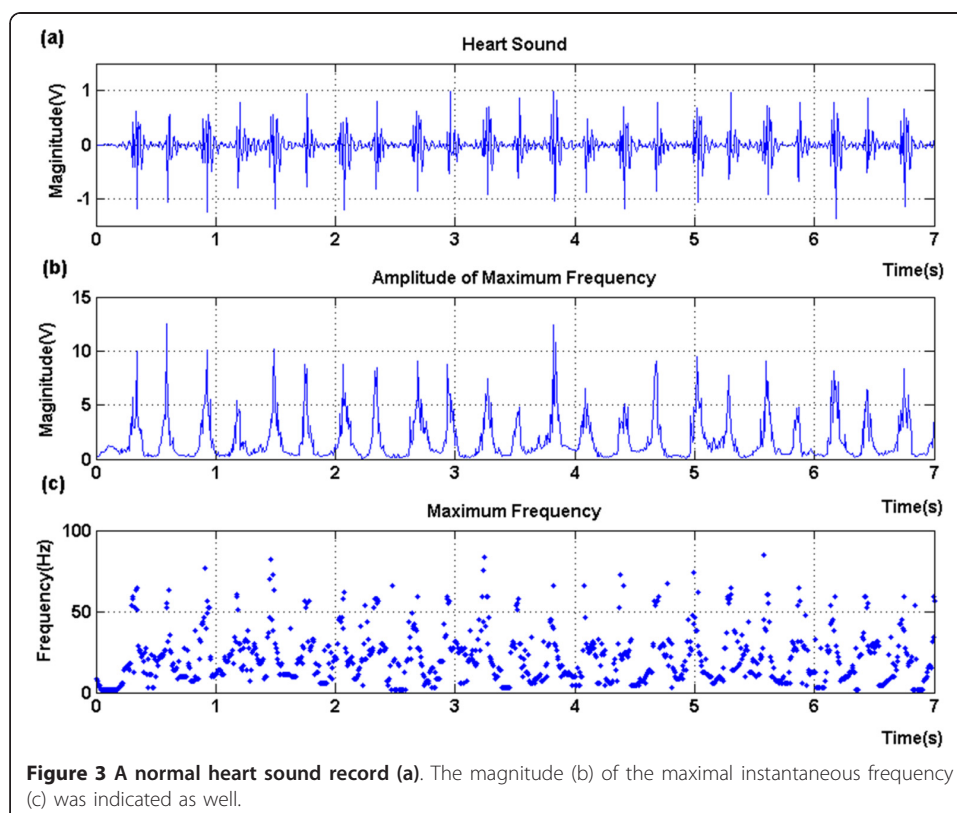 (a)
Heart Sound
Maginitude(V)
1
0
-1
0 1 2 3 4 5 6 7
Time(s)
(b)
Amplitude of Maximum Frequency
Maginitude(V)
15
10
5
0
0 1 2 3 4 5 6 7
Time(s)
(c)
Maximum Frequency
Frequency(Hz)
100
50
0
0 1 2 3 4 5 6 7
Time(s)
Figure 3 A normal heart sound record (a). The magnitude (b) of the maximal instantaneous frequency
(c) was indicated as well.